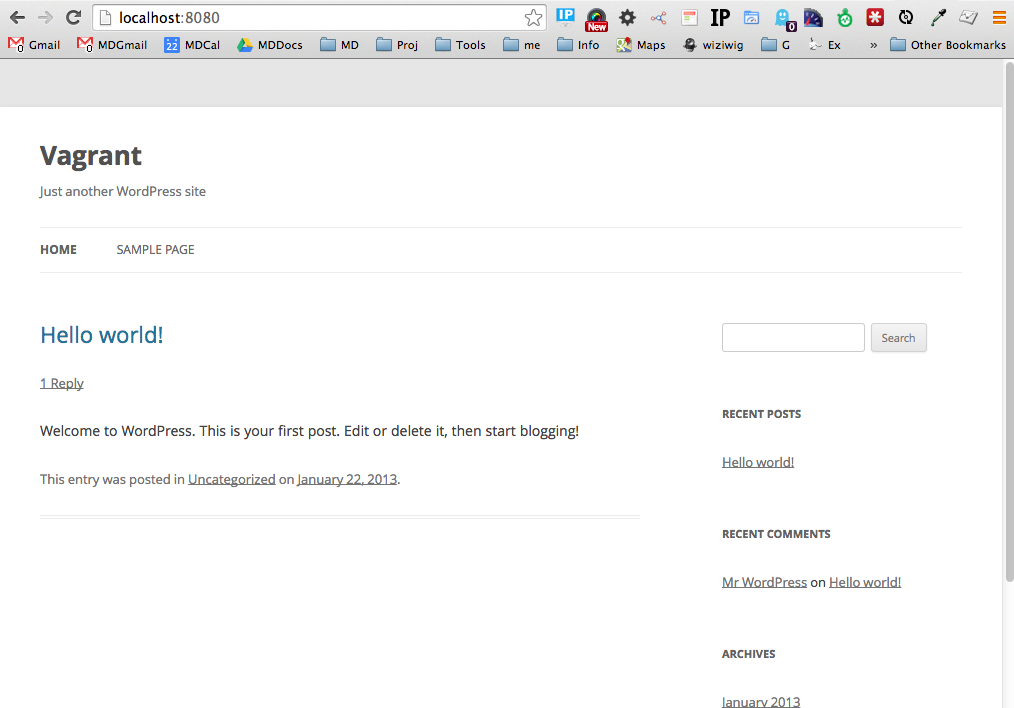 localhost:8080
IP
New
IP
0
Gmail
MDGmail
22 MDCal
MDDocs
MD
Proj
Tools
me
Info
Maps
wiziwig
G
Ex
»
Other Bookmarks
Vagrant
Just another WordPress site
HOME
SAMPLE PAGE
Hello world!
1 Reply
Welcome to WordPress. This is your first post. Edit or delete it, then start blogging!
This entry was posted in Uncategorized on January 22, 2013.
Search
RECENT POSTS
Hello world!
RECENT COMMENTS
Mr WordPress on Hello world!
ARCHIVES
January 2013